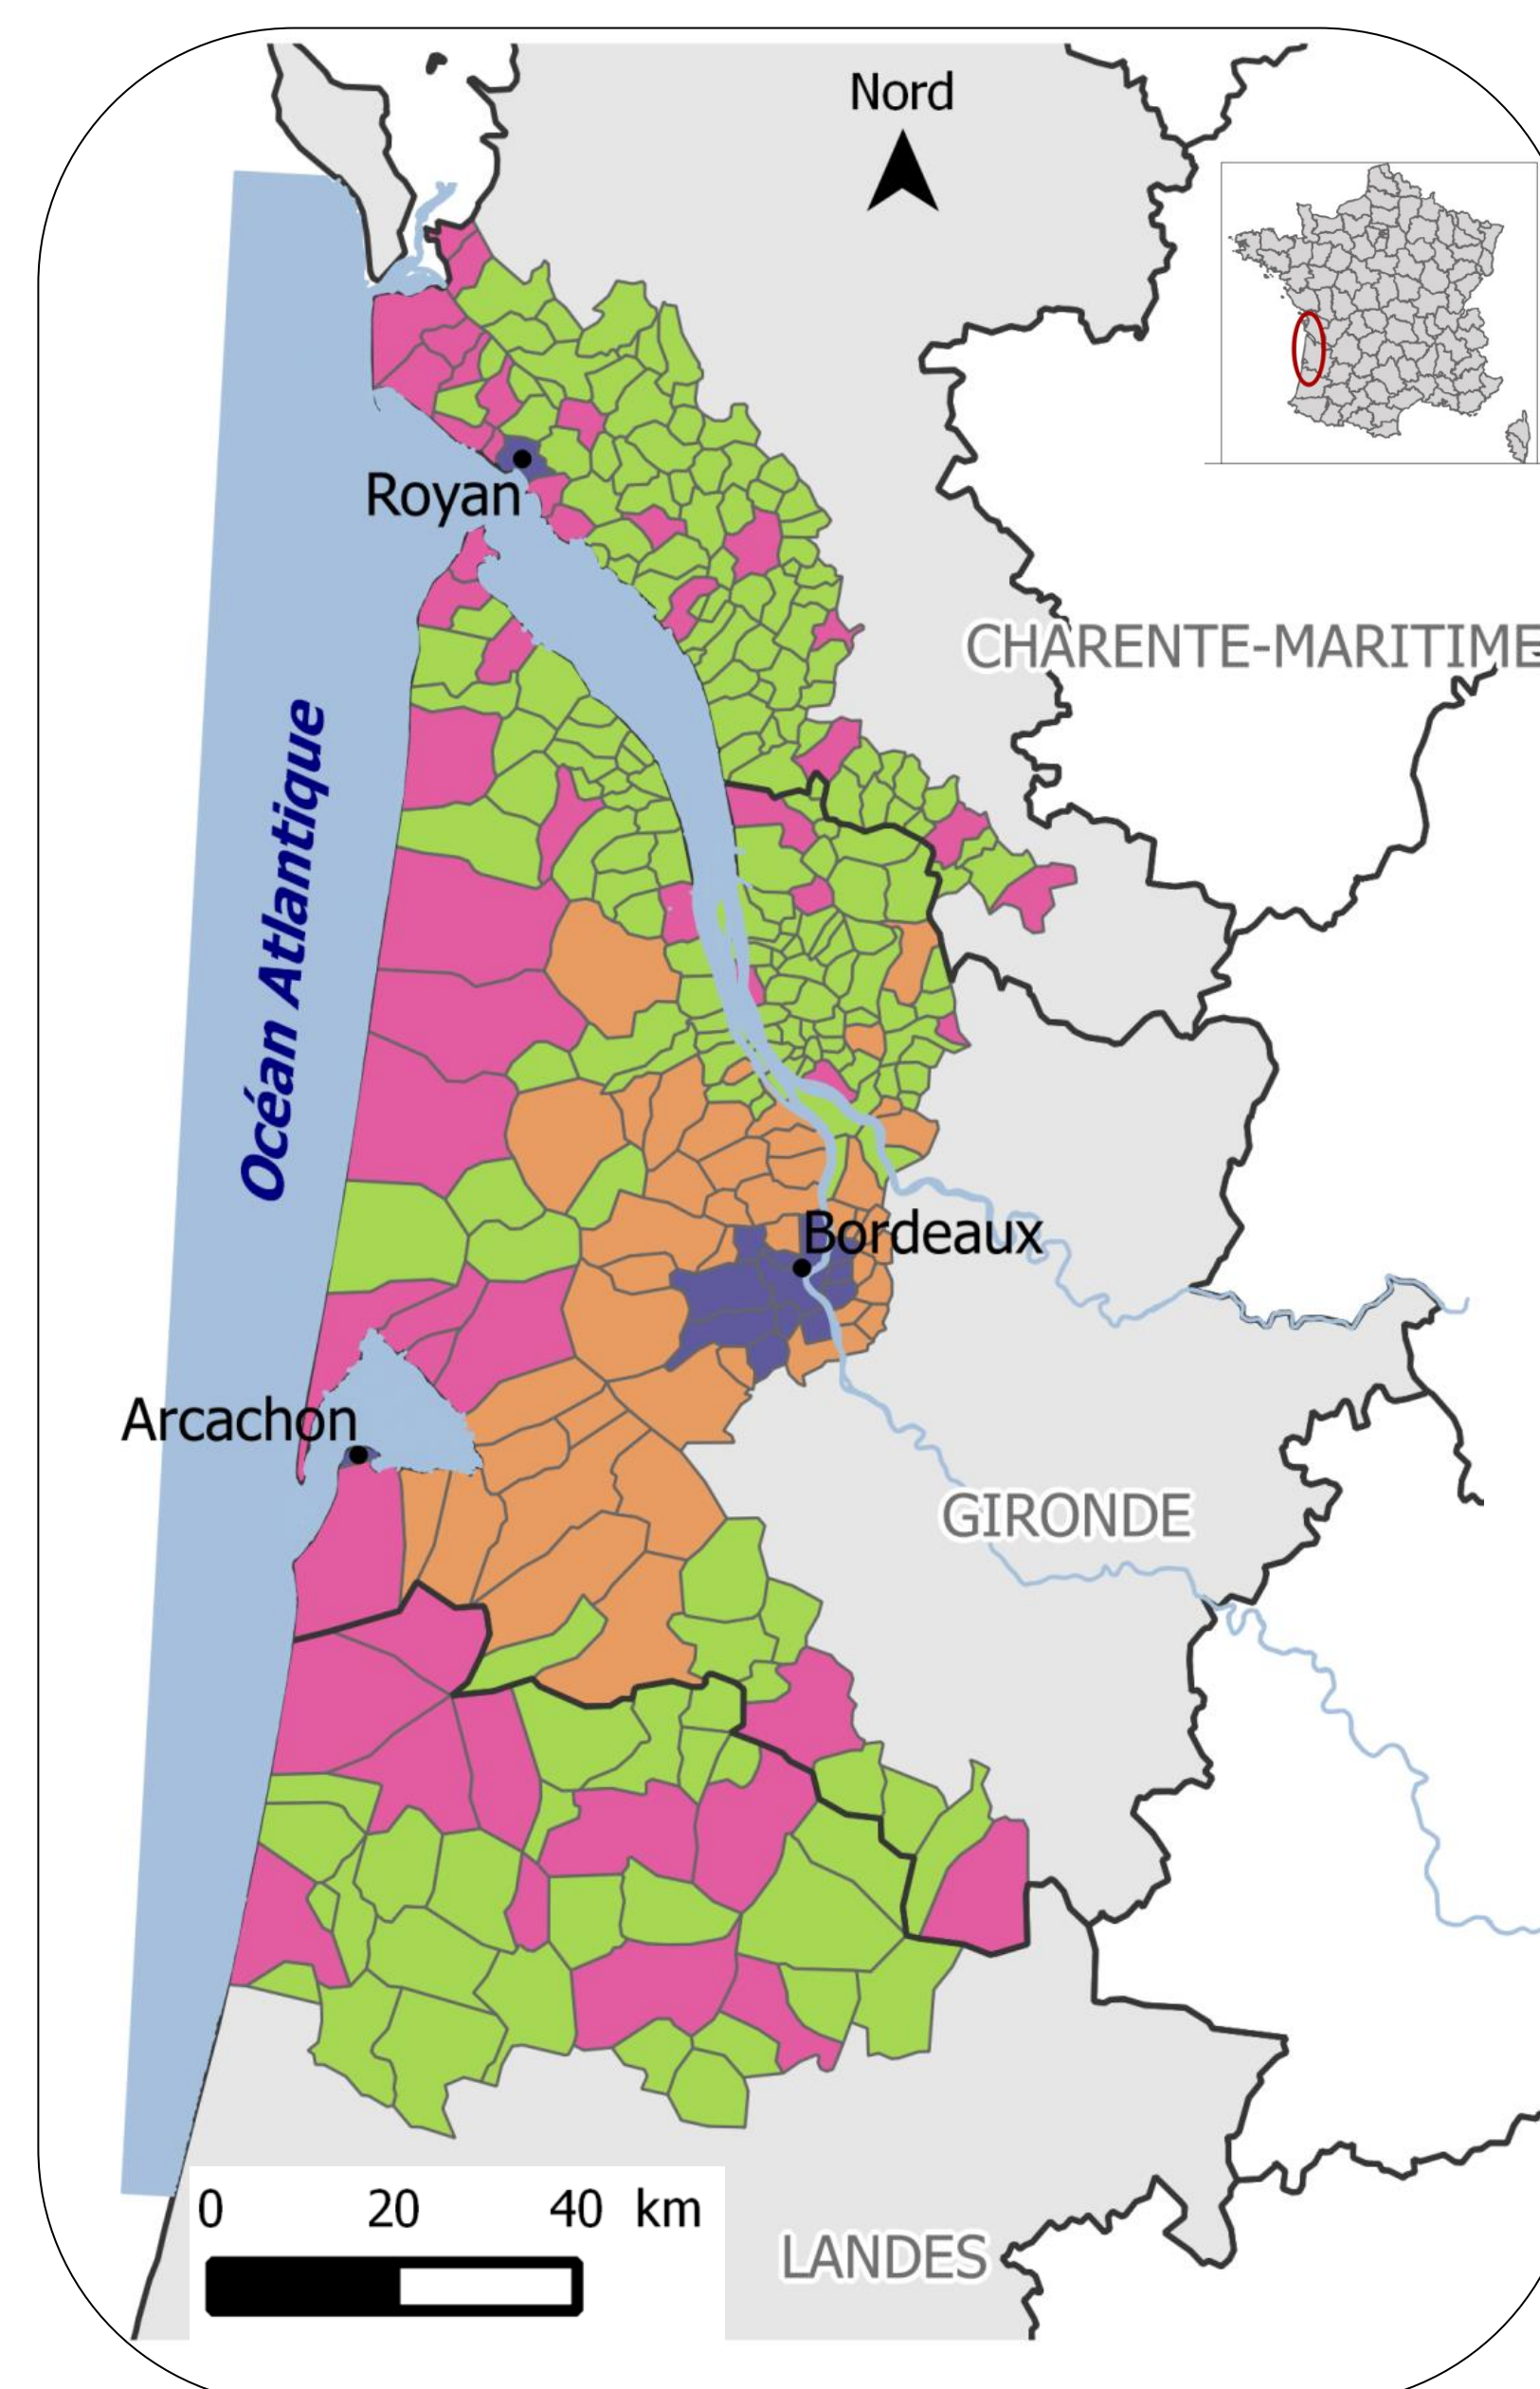 Nord
Royan
CHARENTE-MARITIME
Océan Atlantique
Bordeaux
Arcachon
GIRONDE
0 20 40 km
LANDES